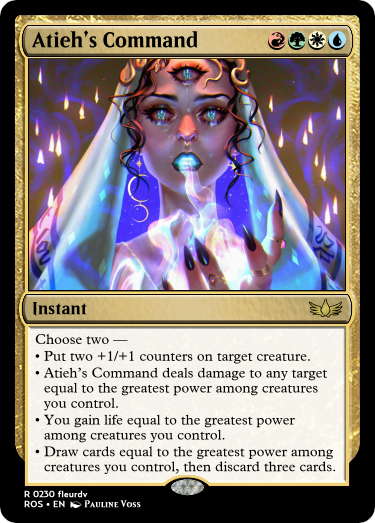 Atieh's Command
Instant
Choose two —
• Put two +1/+1 counters on target creature.
• Atieh's Command deals damage to any target
equal to the greatest power among creatures
you control.
• You gain life equal to the greatest power
among creatures you control.
• Draw cards equal to the greatest power among
creatures you control, then discard three cards.
R 0230 fleurdv
ROS • EN Pauline Voss